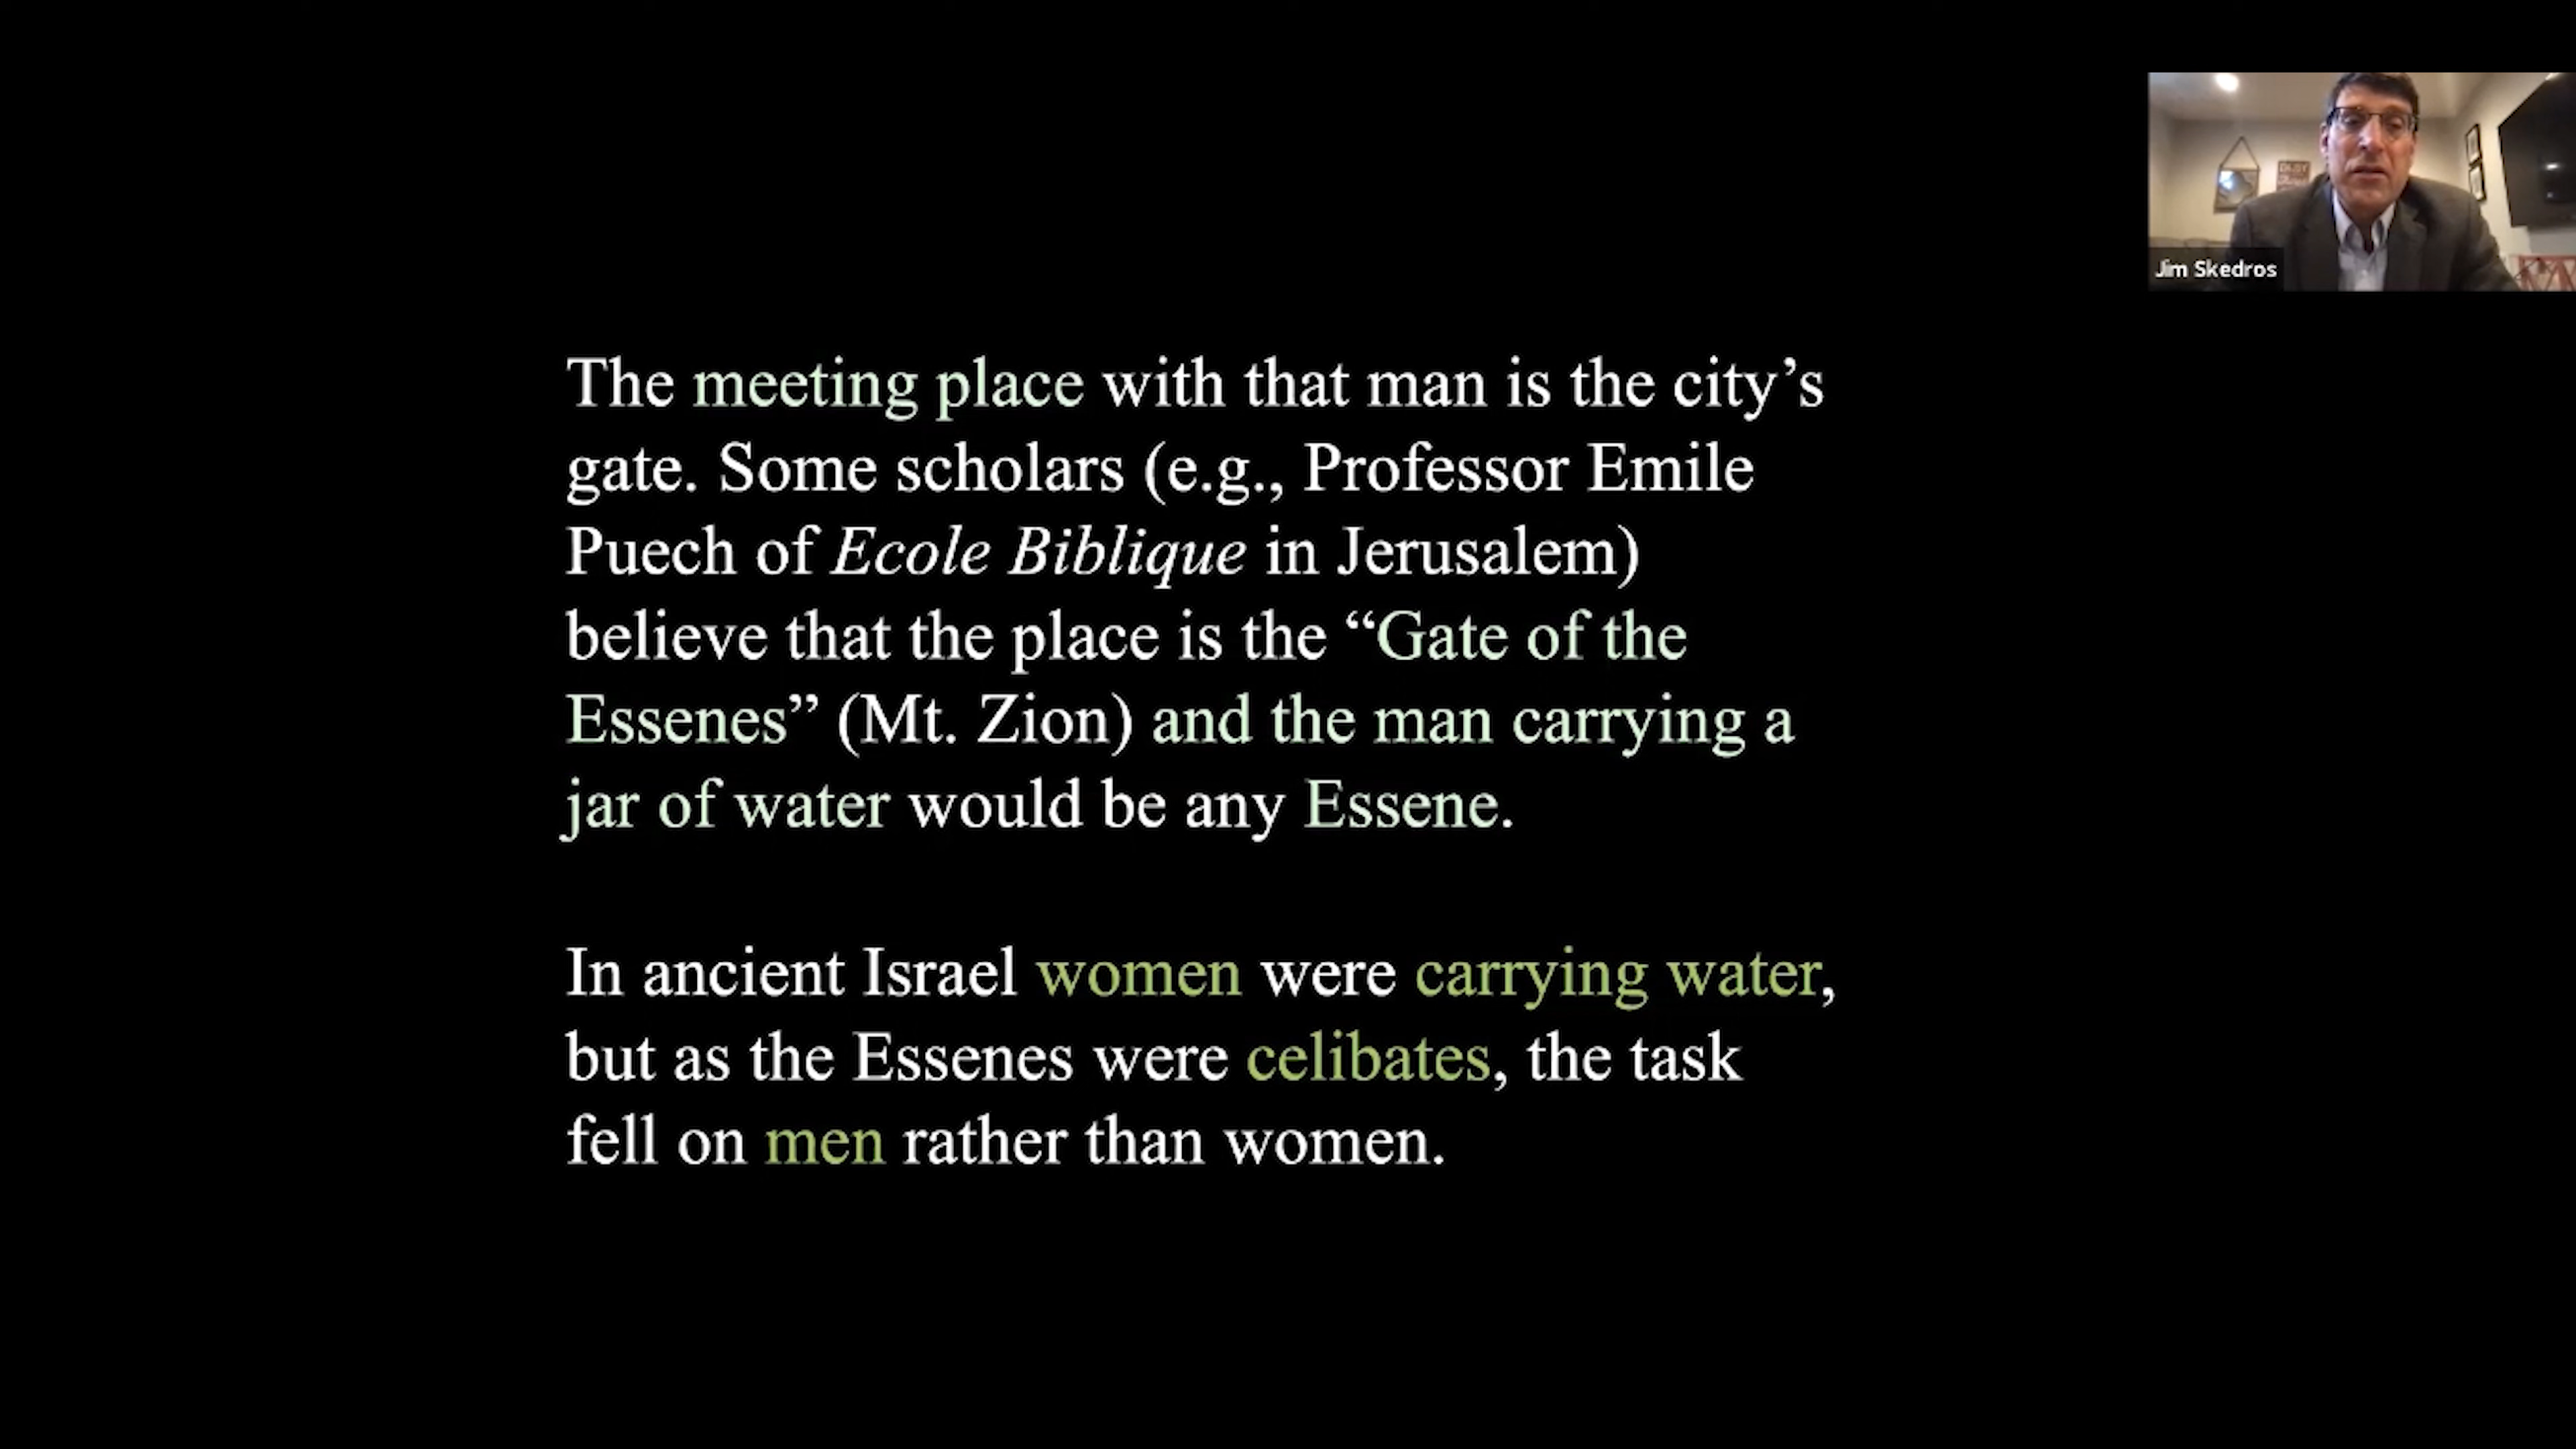 Jim Skedros
The meeting place with that man is the city’s
gate. Some scholars (e.g., Professor Emile
Puech of Ecole Biblique in Jerusalem)
believe that the place is the “Gate of the
Essenes” (Mt. Zion) and the man carrying a
jar of water would be any Essene.
In ancient Israel women were carrying water,
but as the Essenes were celibates, the task
fell on men rather than women.